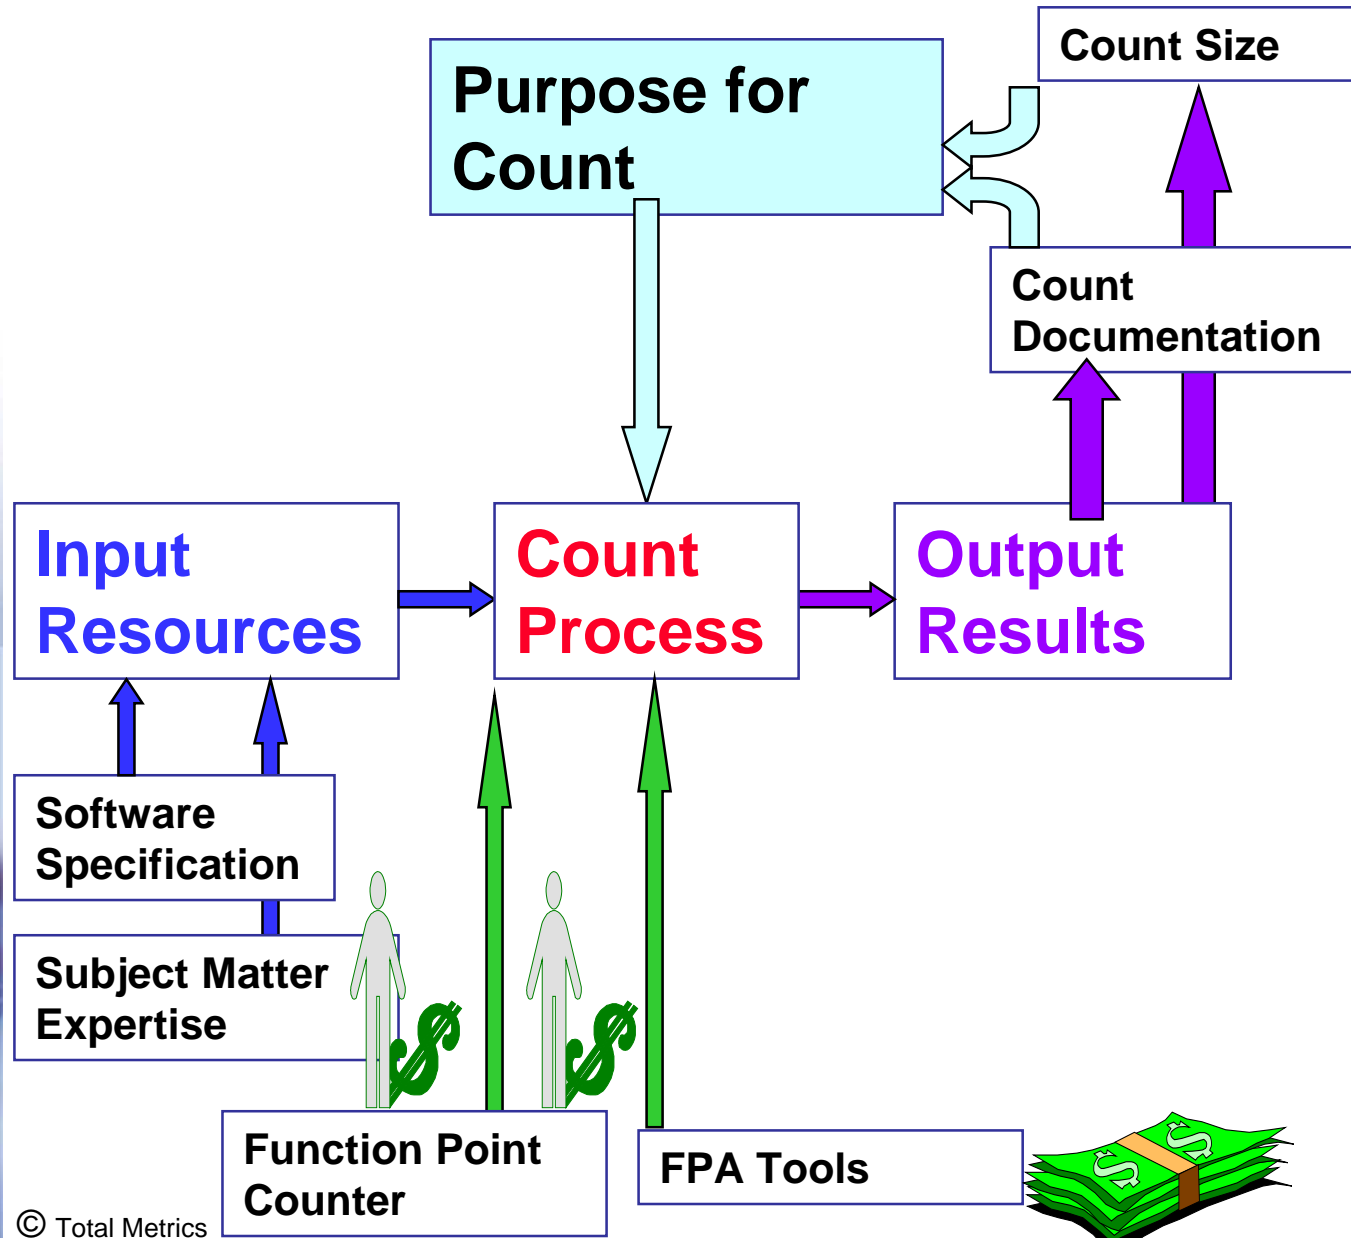 Count Size
Purpose for
Count
Count
Documentation
Input
Resources
Count
Process
Output
Results
Software
Specification
Subject Matter
Expertise
$ $
Function Point
Counter
FPA Tools
$ $
© Total Metrics